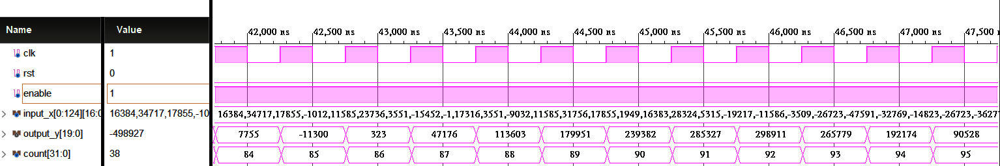 Name Value
42,000 ns 42,500 ns 43,000 ns 43,500 ns 44,000 ns 44,500 ns 45,000 ns 45,500 ns 46,000 ns 46,500 ns 47,000 ns 47,500
clk 1
rst 0
enable 1
input_x[0:124][16:0 16384,34717,17855,-10 16384,34717,17855,-1012,11585,23736,3551,-15452,-1,17316,3551,-9032,11585,31756,17855,1949,16383,28324,5315,-19217,-11586,-3509,-26723,-47591,-32769,-14823,-26723,-36271
output_y[19:0] -498927 7755 -11300 323 47176 113603 179951 239382 285327 298911 265779 192174 90528
count[31:0] 38 84 85 86 87 88 89 90 91 92 93 94 95